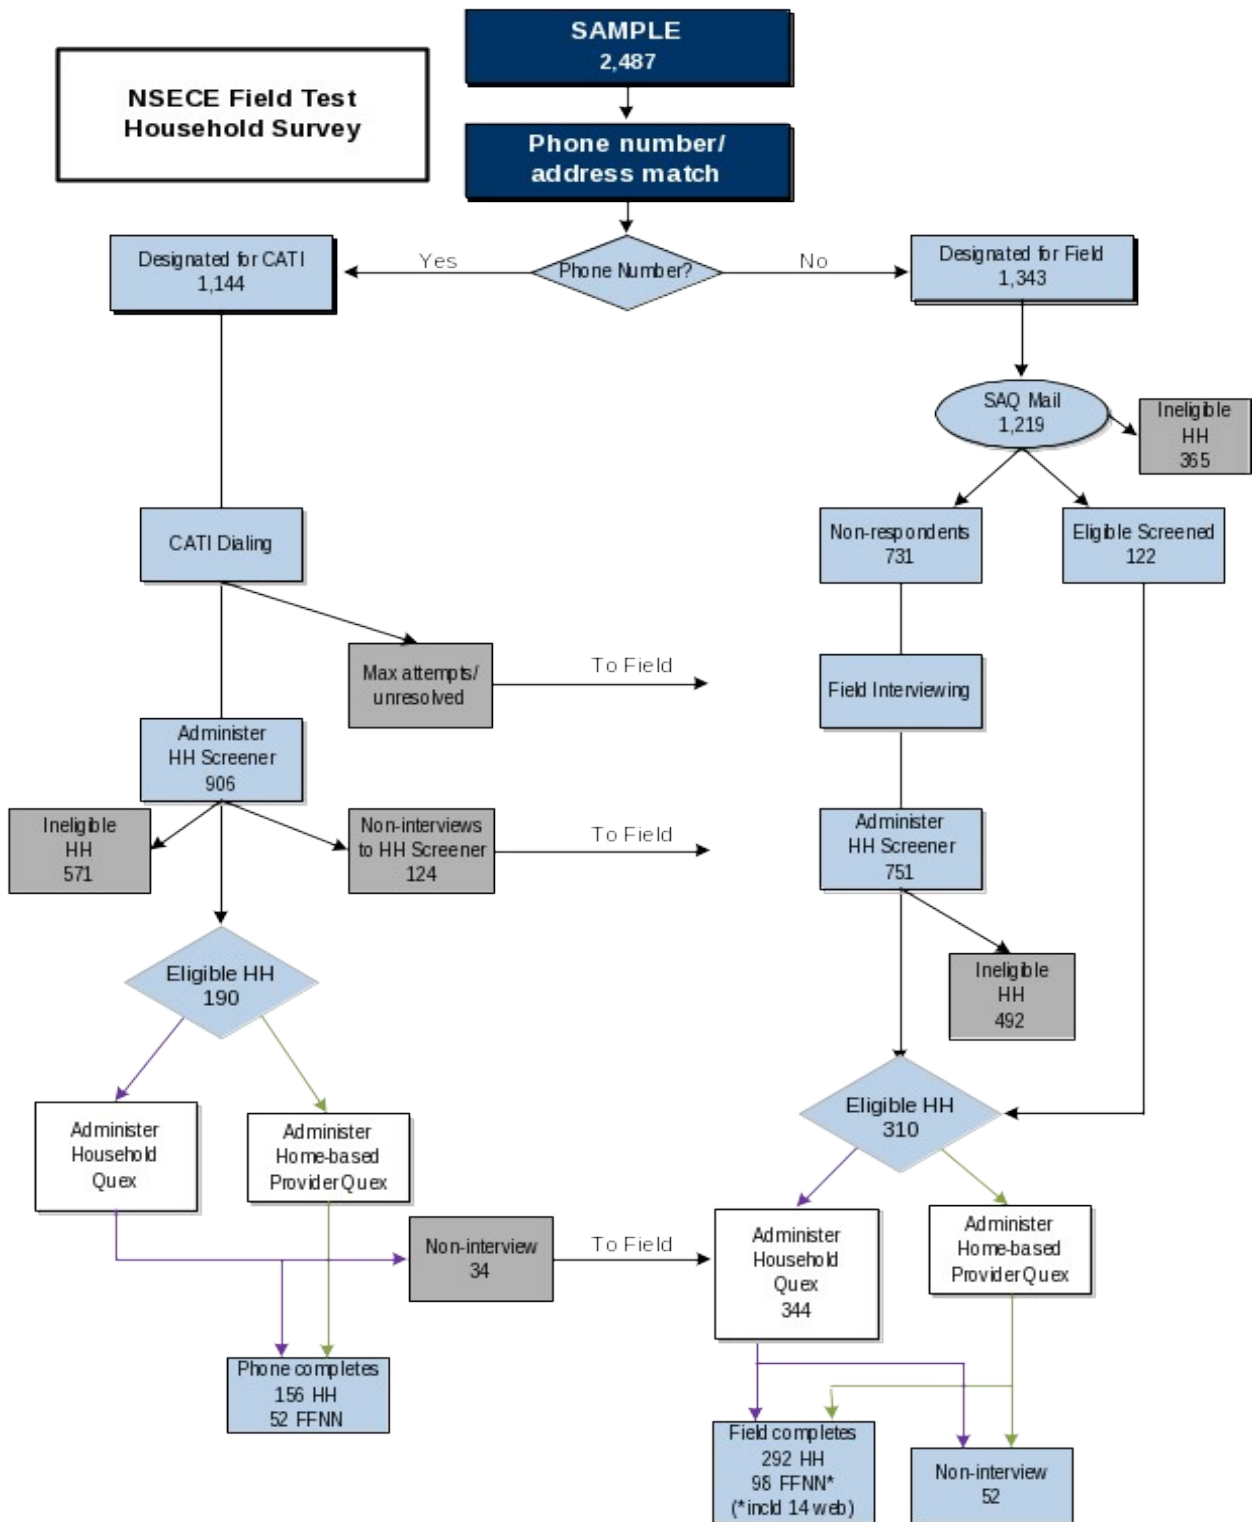 SAMPLE
2,487
NSECE Field Test
Household Survey
Phone number/
address match
Designated for CATI
1,144
Yes
Phone Number?
No
Designated for Field
1,343
SAQ Mail
1,219
Ineligible
HH
365
CATI Dialing
Non-respondents
731
Eligible Screened
122
Max attempts/
unresolved
To Field
Field Interviewing
Administer
HH Screener
906
Ineligible
HH
571
Non-interviews
to HH Screener
124
To Field
Administer
HH Screener
751
Eligible HH
190
Ineligible
HH
492
Administer
Household
Quex
Administer
Home-based
Provider Quex
Eligible HH
310
Non-interview
34
To Field
Administer
Household
Quex
344
Administer
Home-based
Provider Quex
Phone completes
156 HH
52 FFNN
Field completes
292 HH
98 FFNN*
(*incld 14 web)
Non-interview
52